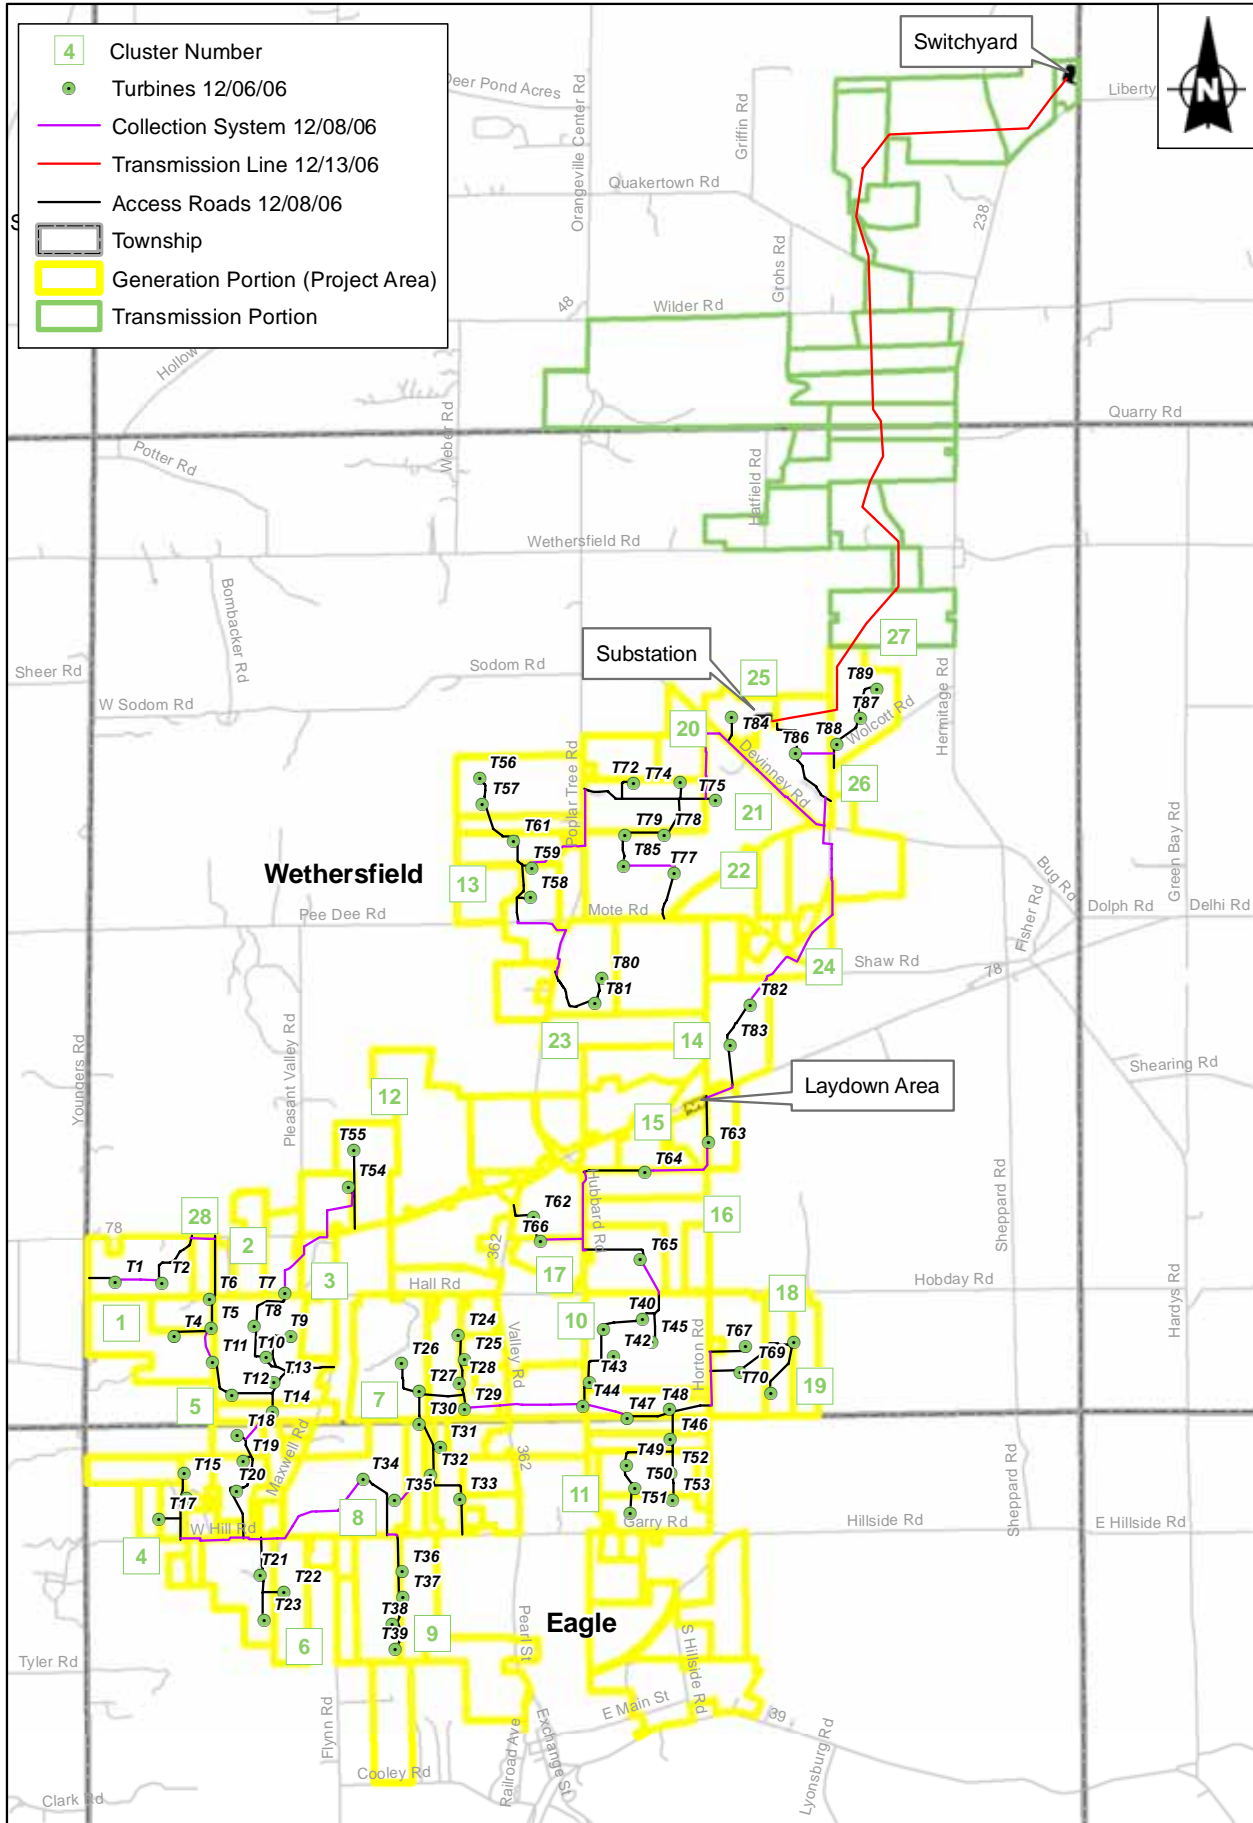 4 Cluster Number
Turbines 12/06/06
Collection System 12/08/06
Transmission Line 12/13/06
Access Roads 12/08/06
Township
Generation Portion (Project Area)
Transmission Portion
Switchyard
N
Deer Pond Acres
Orangeville Center Rd
Griffin Rd
Liberty
Quakertown Rd
238
Grohs Rd
48
Wilder Rd
Hollow
Weber Rd
Quarry Rd
Potter Rd
Hatfield Rd
Wethersfield Rd
Bombacker Rd
27
Substation
Sheer Rd
Sodom Rd
25
T89
W Sodom Rd
T87
T84
20
T88
Wolcott Rd
Hermitage Rd
T86
Devinney Rd
T56
T72
T74
T57
T75
26
Poplar Tree Rd
21
T61
T79
T78
Green Bay Rd
T59
T85
T77
22
Wethersfield
13
T58
Bug Rd
Pee Dee Rd
Mote Rd
Fisher Rd
Dolph Rd
Delhi Rd
24
Shaw Rd
78
T80
T81
T82
Youngers Rd
Pleasant Valley Rd
23
14
T83
Shearing Rd
12
Laydown Area
15
T55
T63
T54
T64
Hubbard Rd
28
T62
16
Sheppard Rd
78
2
T66
362
T65
17
T1
T2
T6
T7
3
Hall Rd
Hobday Rd
Hardys Rd
1
T4
T5
T8
T9
T24
10
T40
18
T25
T42
T45
T67
Valley Rd
Horton Rd
T11
T10
T26
T28
T69
T13
T27
T43
T70
T12
19
5
T14
7
T29
T44
T48
T30
T47
T18
T31
T46
Maxwell Rd
T19
T32
362
T49
T52
T15
T20
T34
T50
T17
T35
T33
11
T51
T53
8
W Hill Rd
Garry Rd
Hillside Rd
E Hillside Rd
Sheppard Rd
4
T21
T36
T22
T37
T23
T38
Eagle
6
T39
9
Pearl St
S Hillside Rd
Tyler Rd
E Main St
39
Flynn Rd
Railroad Ave
Exchange St
Lyonsburg Rd
Cooley Rd
Clark Rd